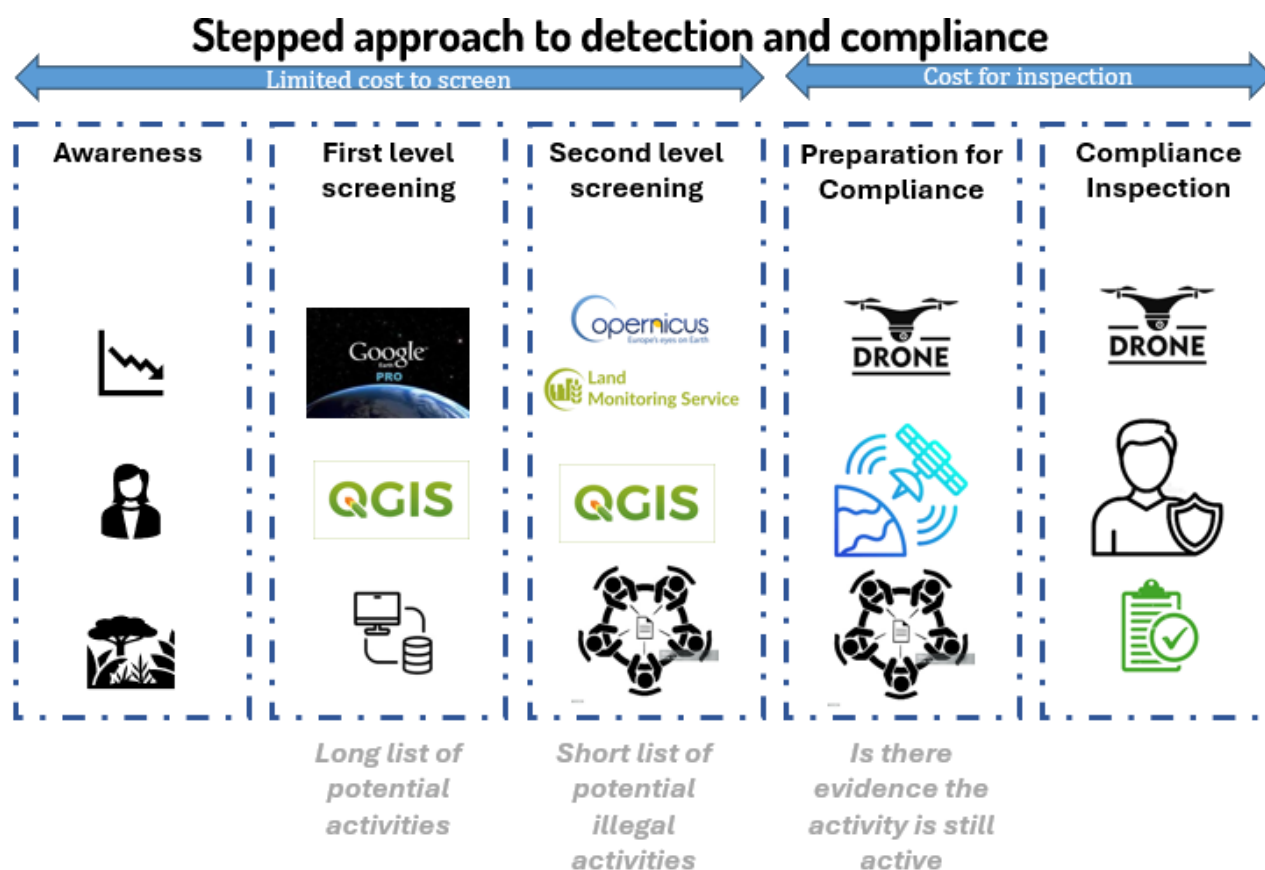 Stepped approach to detection and compliance
Limited cost to screen
Cost for inspection
Awareness
First level
screening
Second level
screening
Preparation for
Compliance
Compliance
Inspection
Google
Earth
PRO
QGIS
opernicus
Europe's eyes on Earth
Land
Monitoring Service
QGIS
DRONE
DRONE
Long list of
potential
activities
Short list of
potential
illegal
activities
Is there
evidence the
activity is still
active